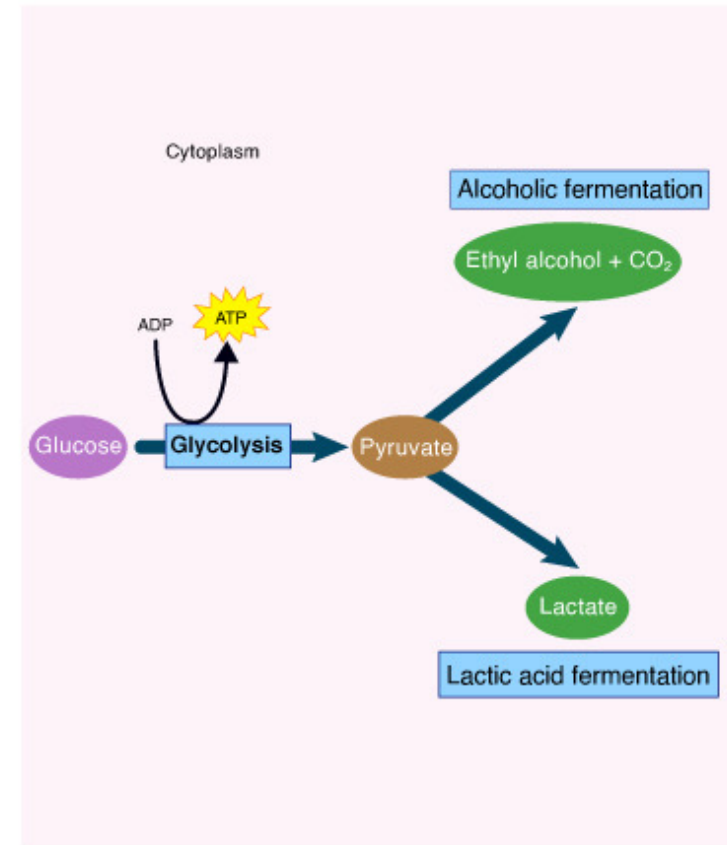 Cytoplasm
Alcoholic fermentation
Ethyl alcohol + CO₂
ADP
ATP
Glucose
Glycolysis
Pyruvate
Lactate
Lactic acid fermentation